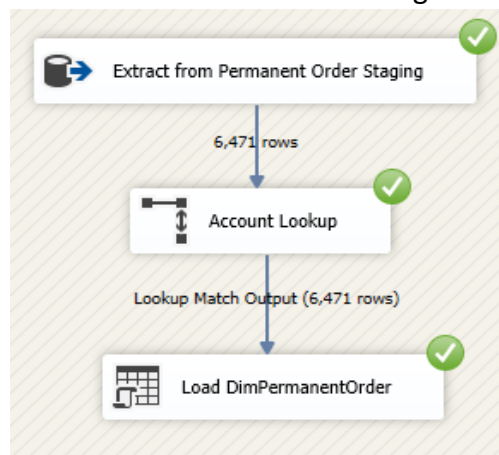 Extract from Permanent Order Staging
6,471 rows
Account Lookup
Lookup Match Output (6,471 rows)
Load DimPermanentOrder